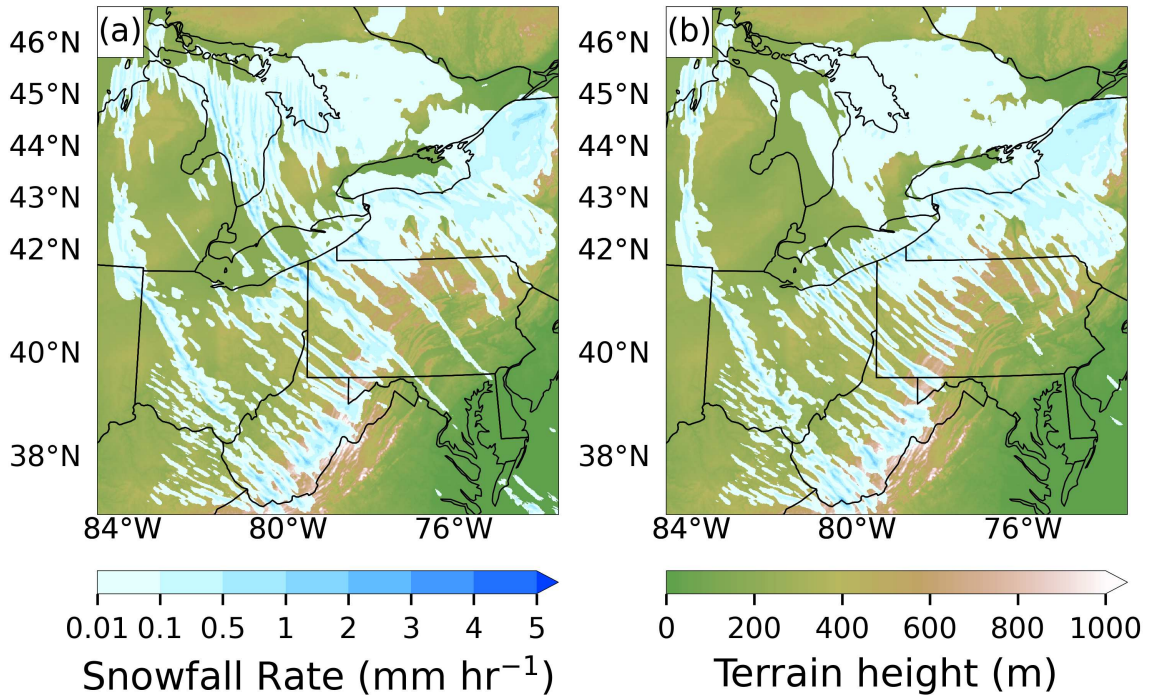 (a)
(b)
46°N
45°N
44°N
43°N
42°N
40°N
38°N
84°W 80°W 76°W
46°N
45°N
44°N
43°N
42°N
40°N
38°N
84°W 80°W 76°W
0.01 0.1 0.5 1 2 3 4 5
Snowfall Rate (mm hr⁻¹)
0 200 400 600 800 1000
Terrain height (m)